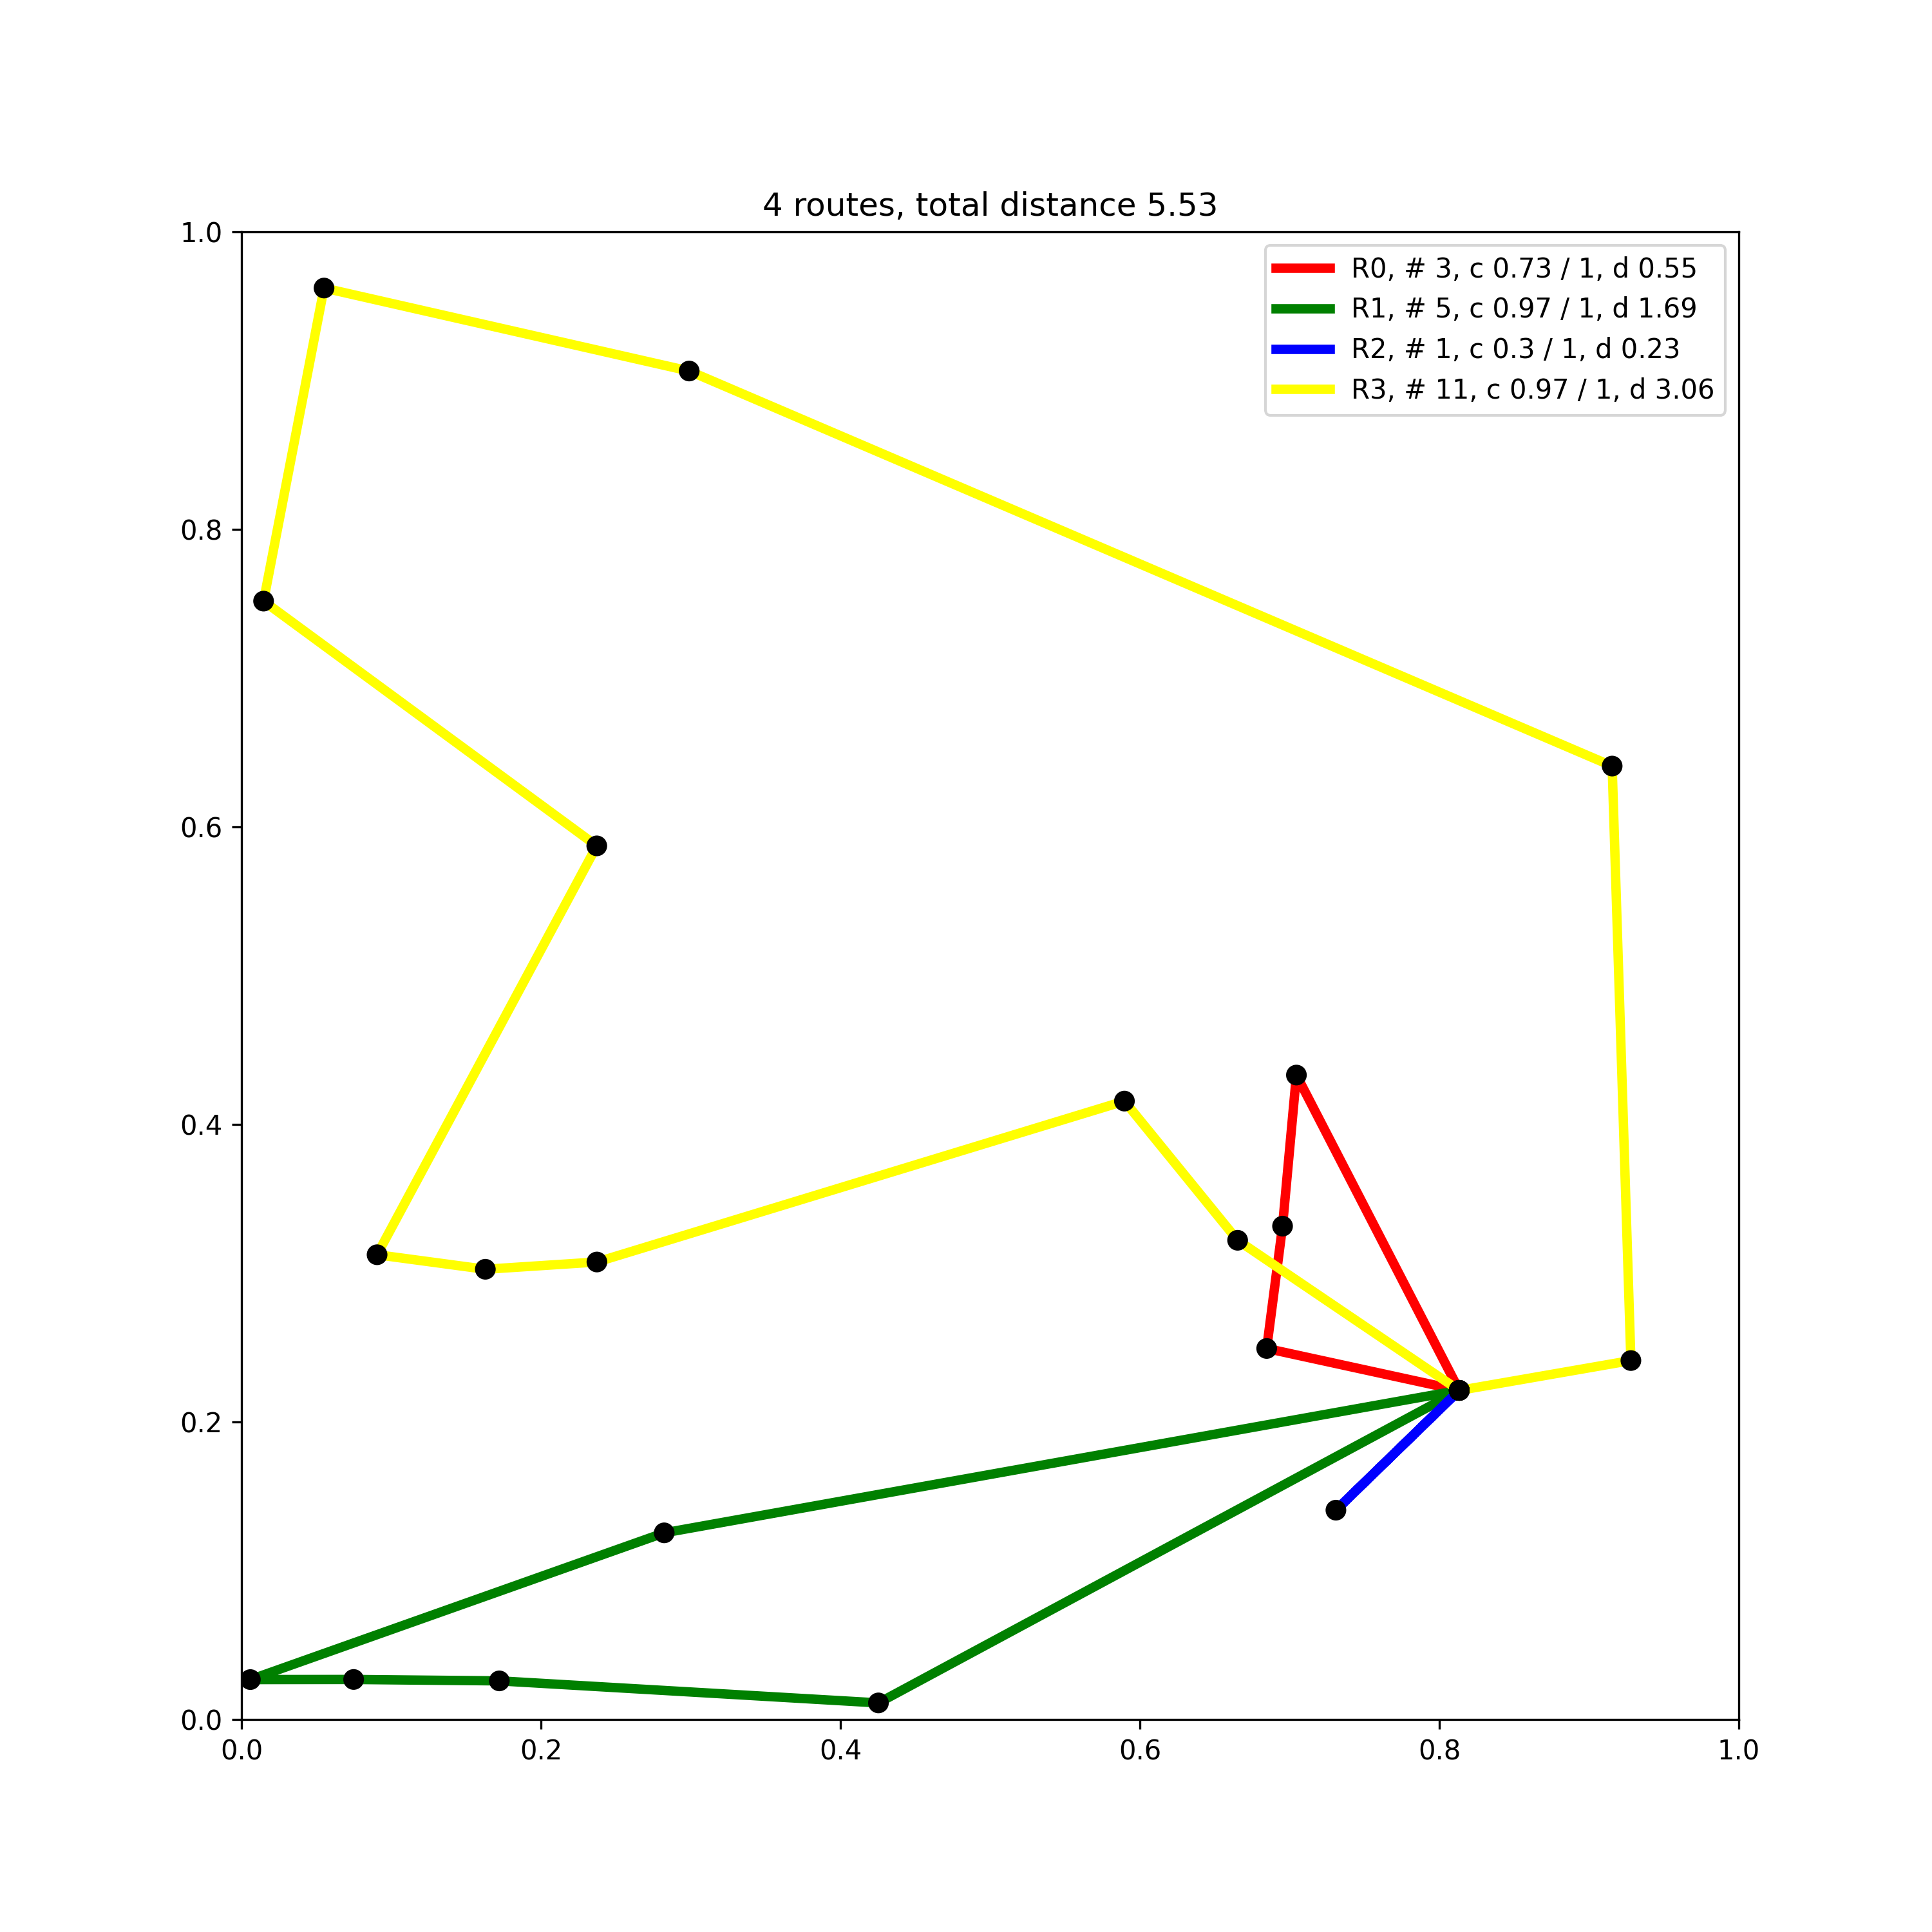 4 routes, total distance 5.53
1.0
R0, # 3, c 0.73 / 1, d 0.55
R1, # 5, c 0.97 / 1, d 1.69
R2, # 1, c 0.3 / 1, d 0.23
R3, # 11, c 0.97 / 1, d 3.06
0.8
0.6
0.4
0.2
0.0
0.0 0.2 0.4 0.6 0.8 1.0